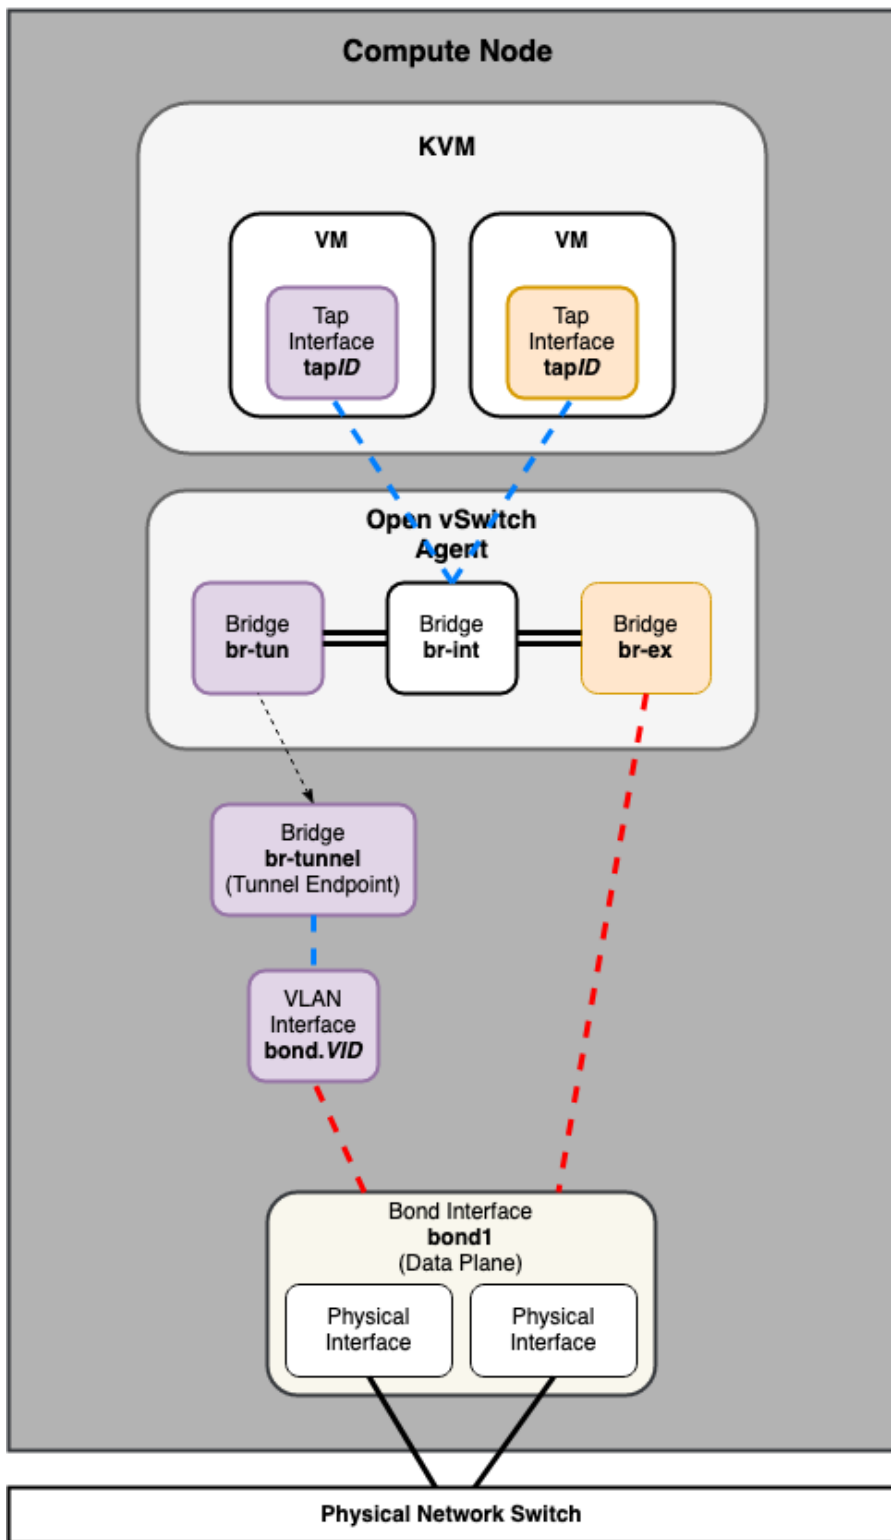 Compute Node
KVM
VM
VM
Tap
Interface
tapID
Tap
Interface
tapID
Open vSwitch
Agent
Bridge
br-tun
Bridge
br-int
Bridge
br-ex
Bridge
br-tunnel
(Tunnel Endpoint)
VLAN
Interface
bond.VID
Bond Interface
bond1
(Data Plane)
Physical
Interface
Physical
Interface
Physical Network Switch